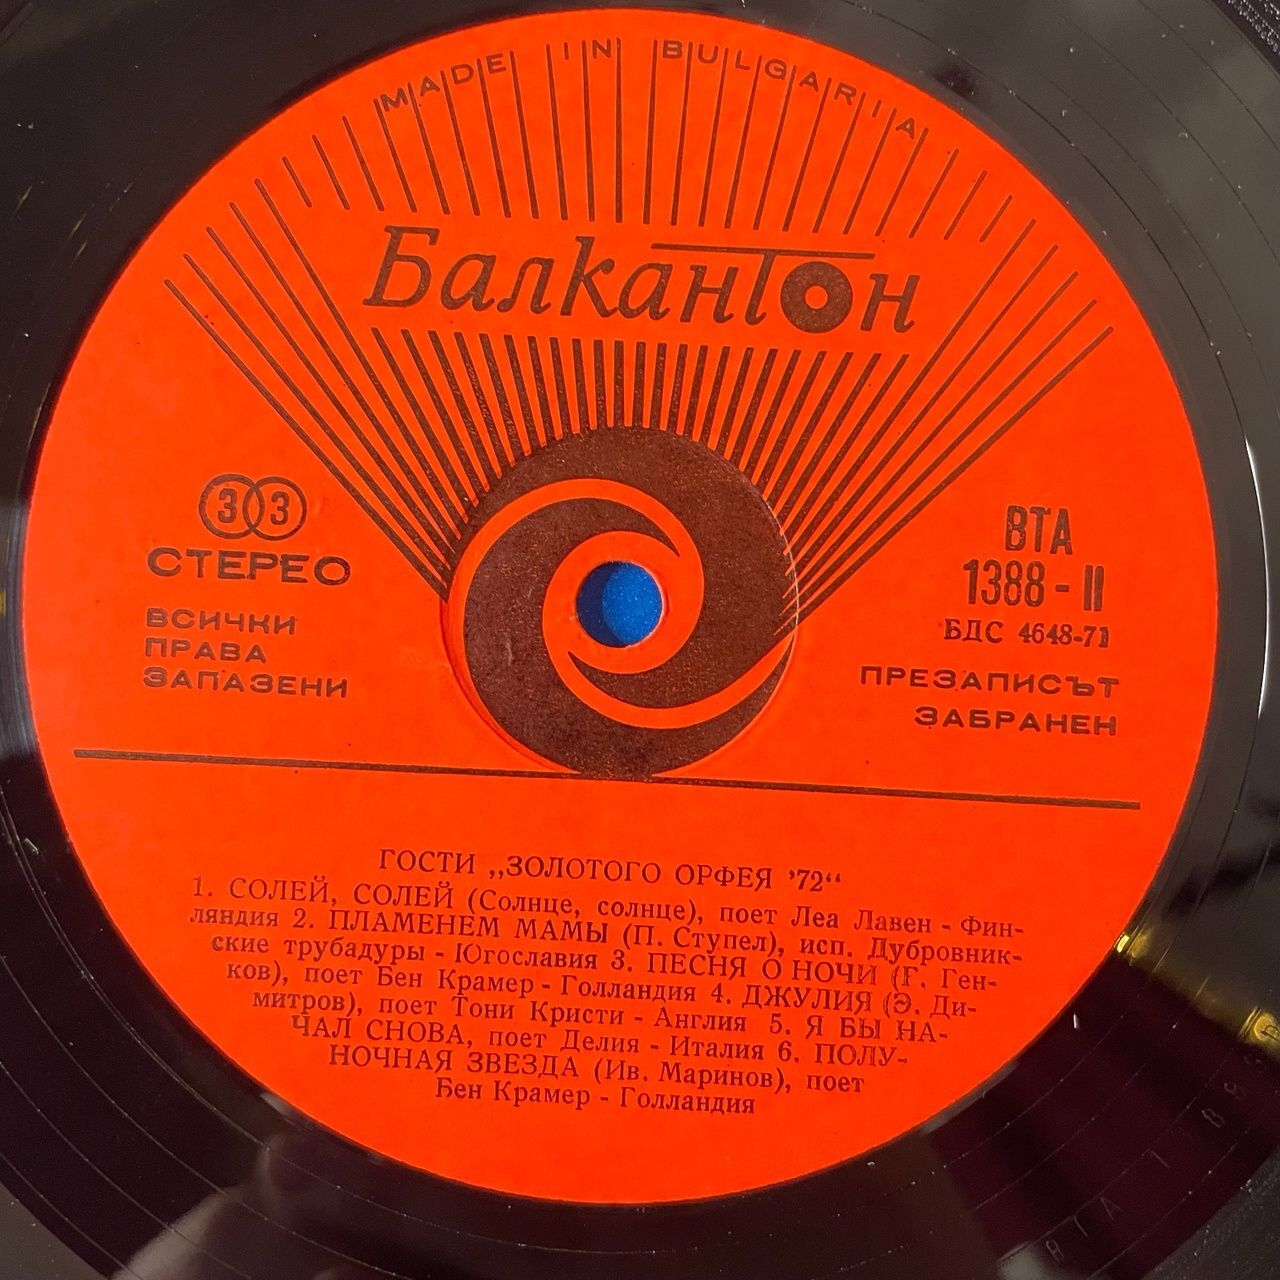 MADE IN BULGARIA
Балкантон
33
СТЕРЕО
ВСИЧКИ
ПРАВА
ЗАПАЗЕНИ
ВТА
1388 - II
БДС 4648-71
ПРЕЗАПИСЪТ
ЗАБРАНЕН
ГОСТИ „ЗОЛОТОГО ОРФЕЯ ’72“
1. СОЛЕЙ, СОЛЕЙ (Солнце, солнце), поет Леа Лавен - Фин-
ляндия 2. ПЛАМЕНЕМ МАМЫ (П. Ступел), исп. Дубровник-
ские трубадуры - Югославия 3. ПЕСНЯ О НОЧИ (Г. Ген-
ков), поет Бен Крамер - Голландия 4. ДЖУЛИЯ (Э. Ди-
митров), поет Тони Кристи - Англия 5. Я БЫ НА-
ЧАЛ СНОВА, поет Делия - Италия 6. ПОЛУ-
НОЧНАЯ ЗВЕЗДА (Ив. Маринов), поет
Бен Крамер - Голландия